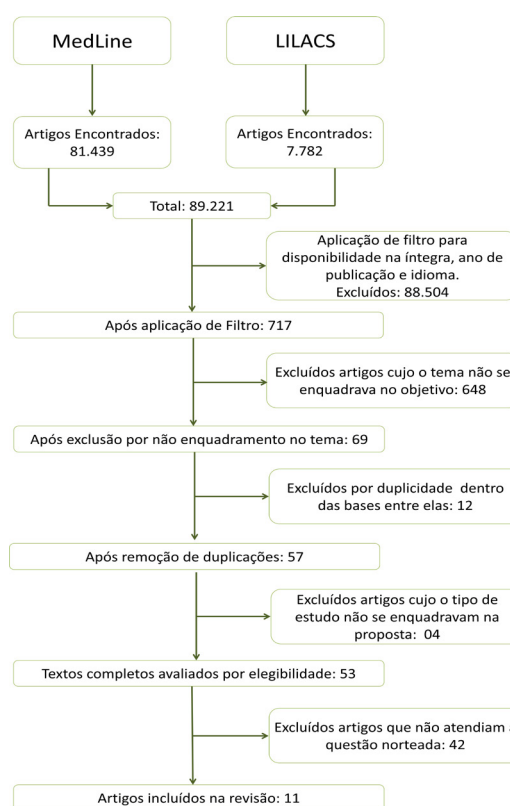 MedLine
LILACS
Artigos Encontrados:
81.439
Artigos Encontrados:
7.782
Total: 89.221
Aplicação de filtro para
disponibilidade na íntegra, ano de
publicação e idioma.
Excluídos: 88.504
Após aplicação de Filtro: 717
Excluídos artigos cujo o tema não se
enquadrava no objetivo: 648
Após exclusão por não enquadramento no tema: 69
Excluídos por duplicidade dentro
das bases entre elas: 12
Após remoção de duplicações: 57
Excluídos artigos cujo o tipo de
estudo não se enquadravam na
proposta: 04
Textos completos avaliados por elegibilidade: 53
Excluídos artigos que não atendiam
questão norteada: 42
Artigos incluídos na revisão: 11